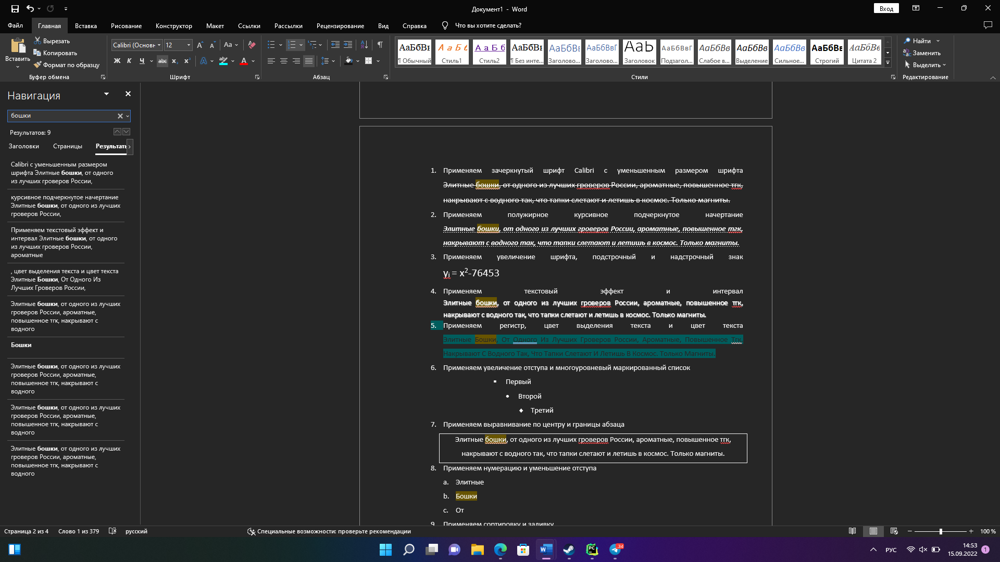 Документ1 - Word
Вход
Файл
Главная
Вставка
Рисование
Конструктор
Макет
Ссылки
Рассылки
Рецензирование
Вид
Справка
Что вы хотите сделать?
Вставить
Вырезать
Копировать
Формат по образцу
Буфер обмена
Calibri (Основн
12
Aa
Ж К Ч abc x₂ x²
Шрифт
Абзац
АаБбВı
¶ Обычный
А а Б б
Стиль1
А а Б б
Стиль2
АаБбВı
¶ Без инте...
АаБбВı
Заголово...
АаБбВвГ
Заголово...
АаЬ
Заголовок
АаБбВвГ
Подзагол...
АаБбВв
Слабое в...
АаБбВв
Выделение
АаБбВв
Сильное...
АаБбВв
Строгий
АаБбВв
Цитата 2
Стили
Найти
Заменить
Выделить
Редактирование
Навигация
бошки
Результатов: 9
Заголовки
Страницы
Результаты
Calibri с уменьшенным размером
шрифта Элитные бошки, от одного
из лучших гроверов России,
курсивное подчеркнутое начертание
Элитные бошки, от одного из лучших
гроверов России,
Применяем текстовый эффект и
интервал Элитные бошки, от одного
из лучших гроверов России,
ароматные
, цвет выделения текста и цвет текста
Элитные Бошки, От Одного Из
Лучших Гроверов России,
Элитные бошки, от одного из лучших
гроверов России, ароматные,
повышенное тгк, накрывают с
водного
Бошки
Элитные бошки, от одного из лучших
гроверов России, ароматные,
повышенное тгк, накрывают с
водного
Элитные бошки, от одного из лучших
гроверов России, ароматные,
повышенное тгк, накрывают с
водного
Элитные бошки, от одного из лучших
гроверов России, ароматные,
повышенное тгк, накрывают с
водного
1. Применяем зачеркнутый шрифт Calibri с уменьшенным размером шрифта
Элитные бошки, от одного из лучших гроверов России, ароматные, повышенное тгк,
накрывают с водного так, что тапки слетают и летишь в космос. Только магниты.
2. Применяем полужирное курсивное подчеркнутое начертание
Элитные бошки, от одного из лучших гроверов России, ароматные, повышенное тгк,
накрывают с водного так, что тапки слетают и летишь в космос. Только магниты.
3. Применяем увеличение шрифта, подстрочный и надстрочный знак
yᵢ = x²-76453
4. Применяем текстовый эффект и интервал
Элитные бошки, от одного из лучших гроверов России, ароматные, повышенное тгк,
накрывают с водного так, что тапки слетают и летишь в космос. Только магниты.
5. Применяем регистр, цвет выделения текста и цвет текста
Элитные Бошки, От Одного Из Лучших Гроверов России, Ароматные, Повышенное Тгк,
Накрывают С Водного Так, Что Тапки Слетают И Летишь В Космос. Только Магниты.
6. Применяем увеличение отступа и многоуровневый маркированный список
▪ Первый
• Второй
♦ Третий
7. Применяем выравнивание по центру и границы абзаца
Элитные бошки, от одного из лучших гроверов России, ароматные, повышенное тгк,
накрывают с водного так, что тапки слетают и летишь в космос. Только магниты.
8. Применяем нумерацию и уменьшение отступа
a. Элитные
b. Бошки
c. От
9. Применяем сортировку и заливку
Страница 2 из 4
Слово 1 из 379
русский
Специальные возможности: проверьте рекомендации
100 %
34
РУС
14:53
15.09.2022
1